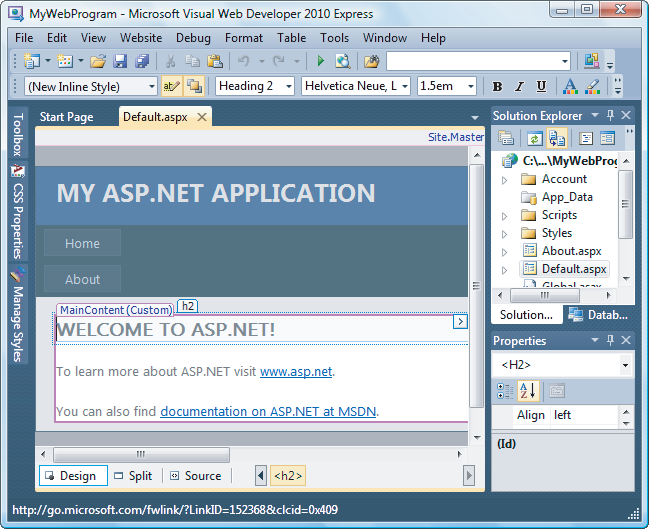 MyWebProgram - Microsoft Visual Web Developer 2010 Express
File Edit View Website Debug Format Table Tools Window Help
(New Inline Style) ab Heading 2 Helvetica Neue, L 1.5em B I U A
Toolbox
CSS Properties
Manage Styles
Start Page Default.aspx
Site.Master
MY ASP.NET APPLICATION
Home
About
MainContent (Custom) h2
WELCOME TO ASP.NET!
To learn more about ASP.NET visit www.asp.net.
You can also find documentation on ASP.NET at MSDN.
Design Split Source <h2>
Solution Explorer
C:\...\MyWebProg
Account
App_Data
Scripts
Styles
About.aspx
Default.aspx
Global.asax
Solution... Datab...
Properties
<H2>
A Z
Align left
(Id)
http://go.microsoft.com/fwlink/?LinkID=152368&clcid=0x409